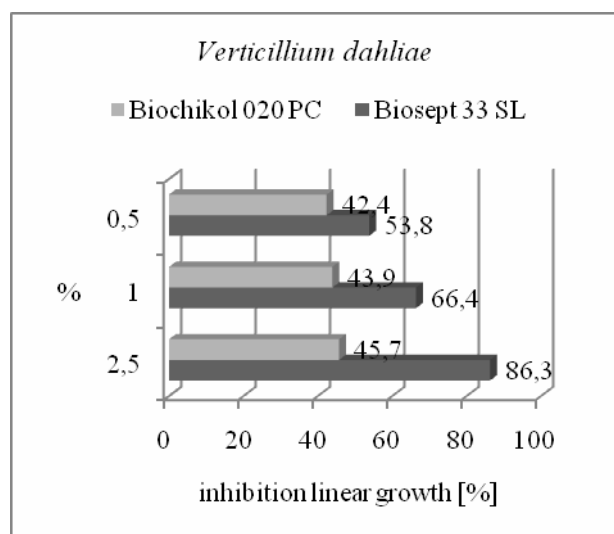 Verticillium dahliae
Biochikol 020 PC Biosept 33 SL
0,5 42,4
53,8
% 1 43,9
66,4
2,5 45,7
86,3
0 20 40 60 80 100
inhibition linear growth [%]